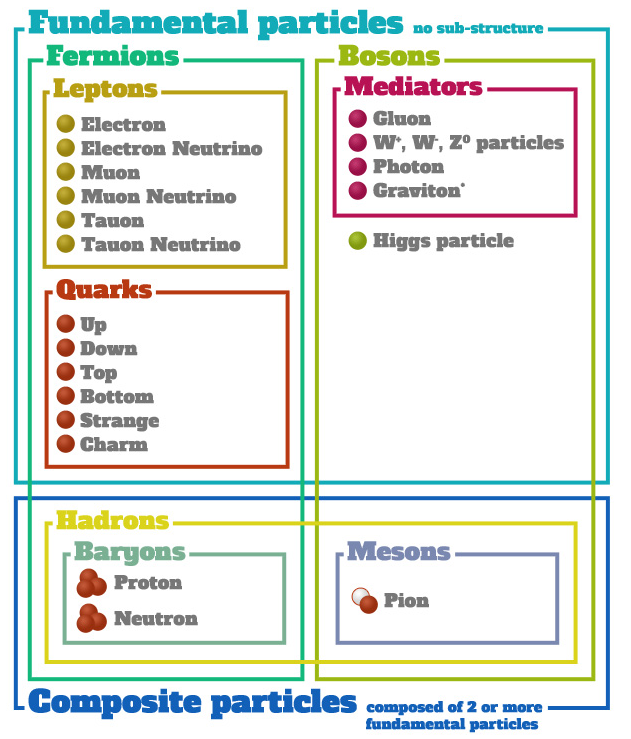 Fundamental particles no sub-structure
Fermions
Leptons
Electron
Electron Neutrino
Muon
Muon Neutrino
Tauon
Tauon Neutrino
Quarks
Up
Down
Top
Bottom
Strange
Charm
Bosons
Mediators
Gluon
W⁺, W⁻, Z⁰ particles
Photon
Graviton*
Higgs particle
Hadrons
Baryons
Proton
Neutron
Mesons
Pion
Composite particles composed of 2 or more
fundamental particles